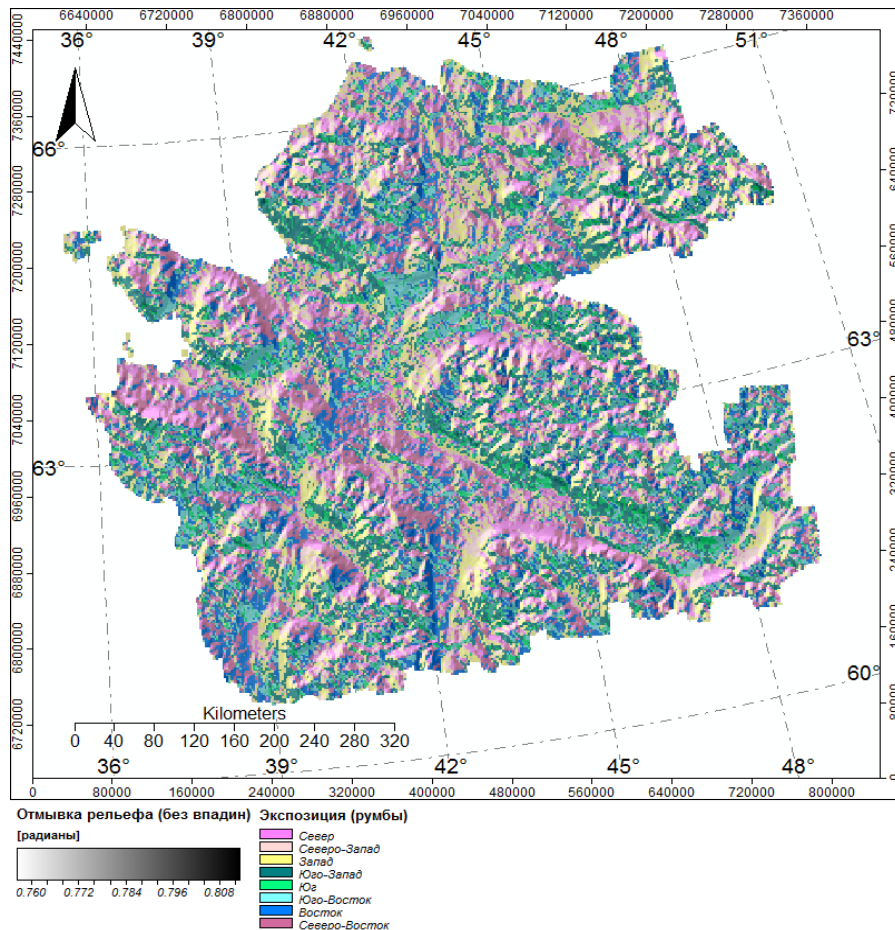 6640000 6720000 6800000 6880000 6960000 7040000 7120000 7200000 7280000 7360000
36° 39° 42° 45° 48° 51°
7440000
7360000
66°
7280000
7200000
7120000
63°
7040000
63°
6960000
6880000
6800000
60°
6720000
Kilometers
0 40 80 120 160 200 240 280 320
36° 39° 42° 45° 48°
0 80000 160000 240000 320000 400000 480000 560000 640000 720000 800000
Отмывка рельефа (без впадин)
[радианы]
0.760 0.772 0.784 0.796 0.808
Экспозиция (румбы)
Север
Северо-Запад
Запад
Юго-Запад
Юг
Юго-Восток
Восток
Северо-Восток